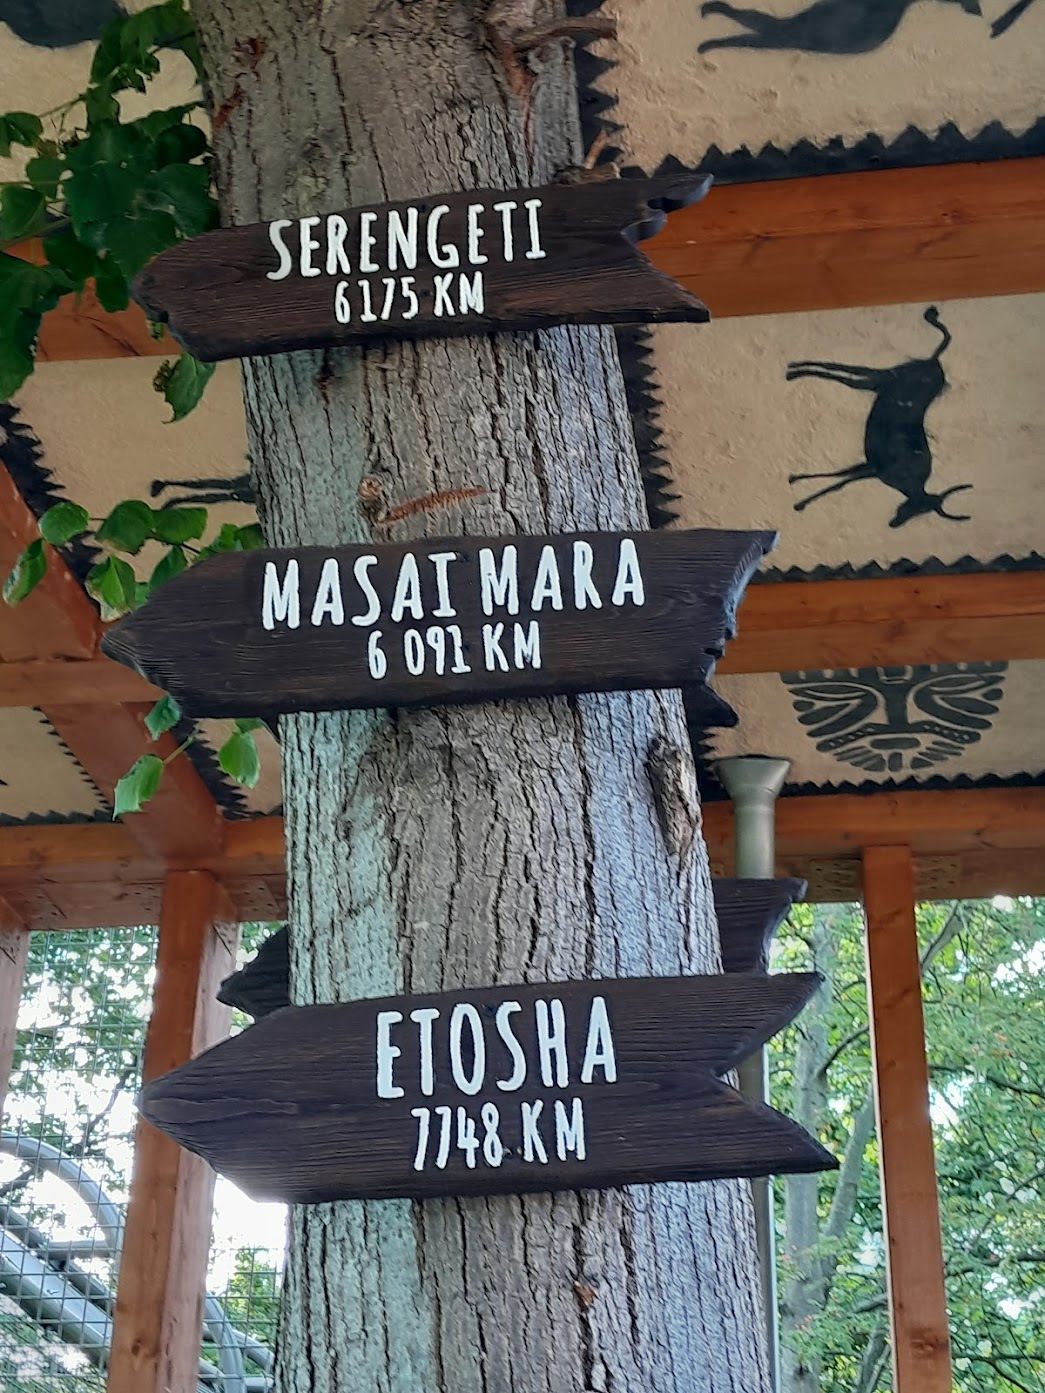 SERENGETI
6175 KM
MASAI MARA
6 091 KM
ETOSHA
7748 KM